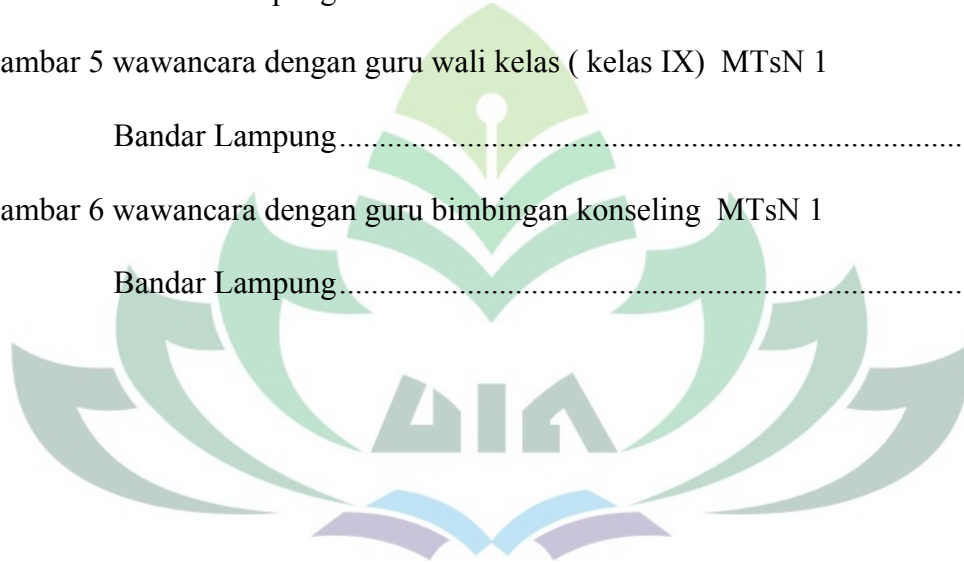 ambar 5 wawancara dengan guru wali kelas ( kelas IX) MTsN 1
Bandar Lampung...............................................................................
ambar 6 wawancara dengan guru bimbingan konseling MTsN 1
Bandar Lampung...............................................................................
UIN